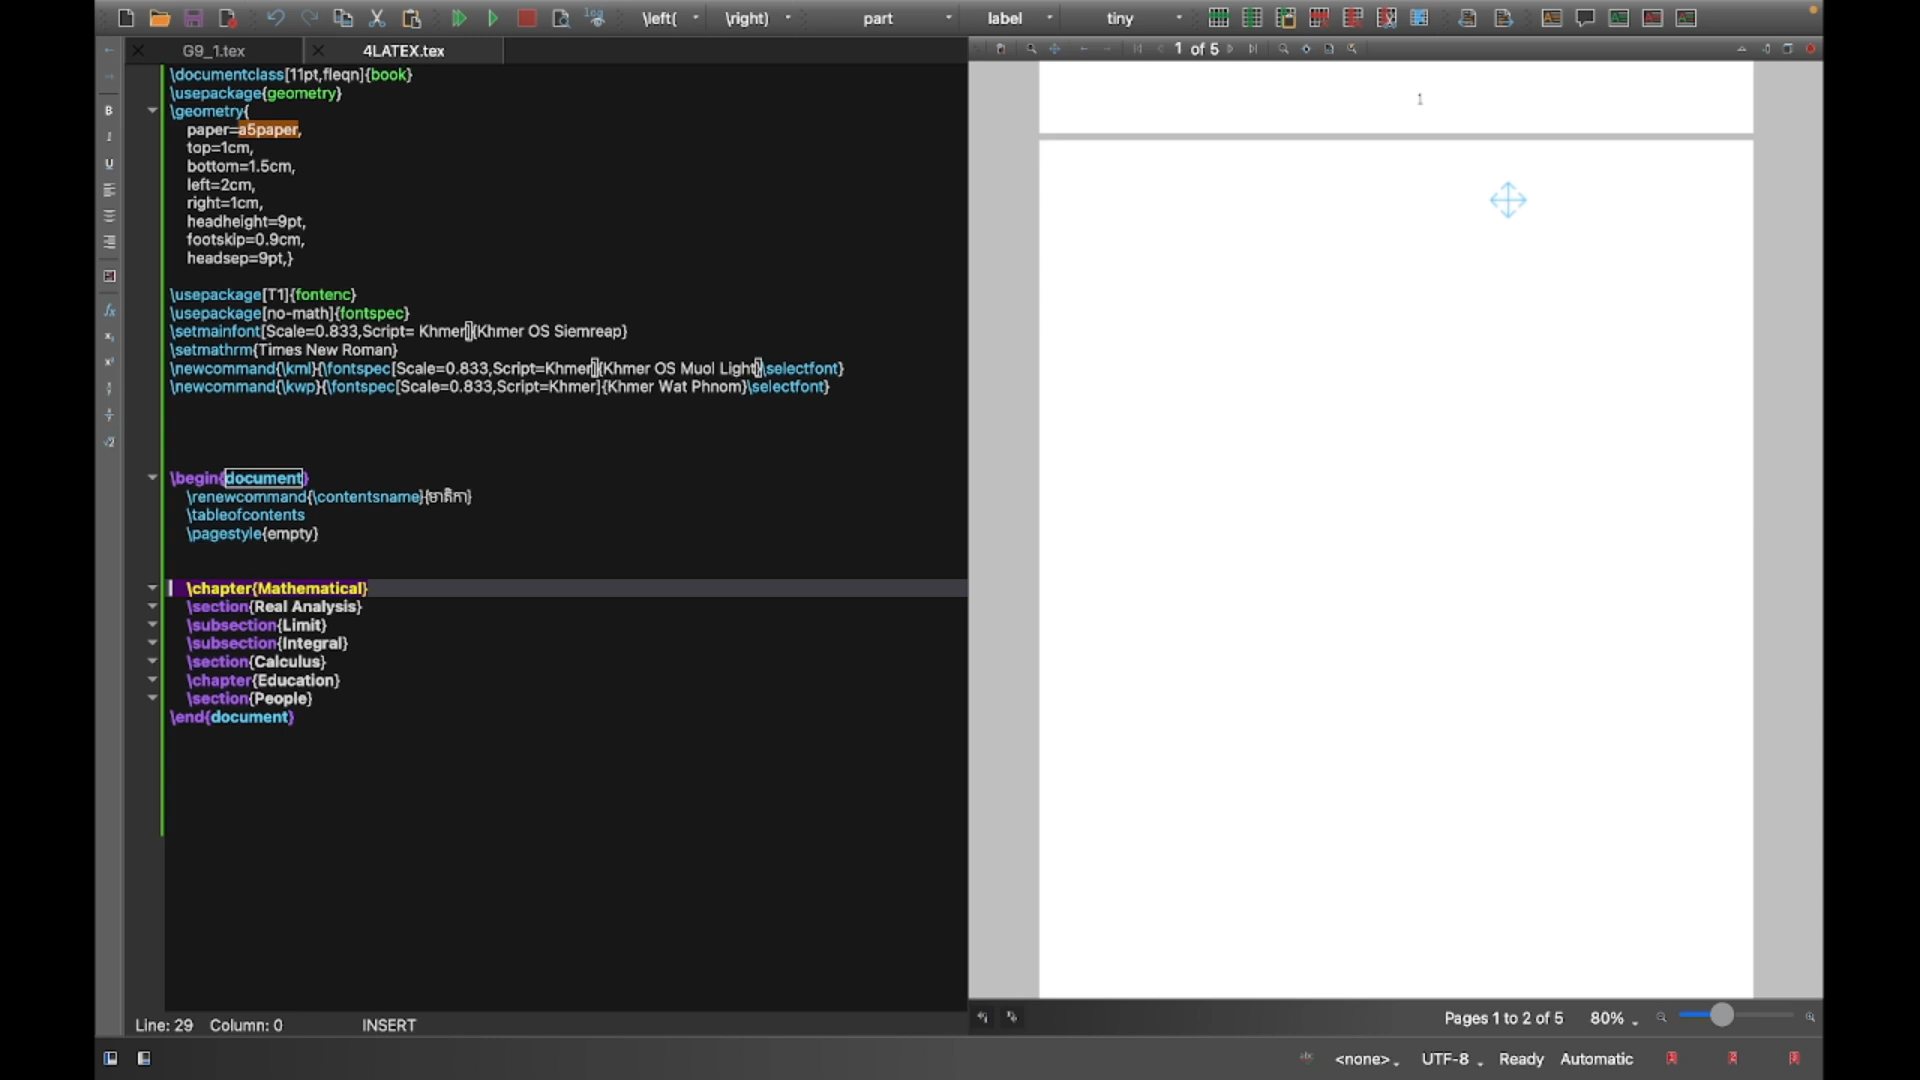 \left( \right) part label tiny
G9_1.tex 4LATEX.tex
1 of 5
\documentclass[11pt,fleqn]{book}
\usepackage{geometry}
\geometry{
paper=a5paper,
top=1cm,
bottom=1.5cm,
left=2cm,
right=1cm,
headheight=9pt,
footskip=0.9cm,
headsep=9pt,}
\usepackage[T1]{fontenc}
\usepackage[no-math]{fontspec}
\setmainfont[Scale=0.833,Script= Khmer]{Khmer OS Siemreap}
\setmathrm{Times New Roman}
\newcommand{\kml}{\fontspec[Scale=0.833,Script=Khmer]{Khmer OS Muol Light}\selectfont}
\newcommand{\kwp}{\fontspec[Scale=0.833,Script=Khmer]{Khmer Wat Phnom}\selectfont}
\begin{document}
\renewcommand{\contentsname}{មាតិកា}
\tableofcontents
\pagestyle{empty}
\chapter{Mathematical}
\section{Real Analysis}
\subsection{Limit}
\subsection{Integral}
\section{Calculus}
\chapter{Education}
\section{People}
\end{document}
1
Line: 29 Column: 0 INSERT
Pages 1 to 2 of 5 80%
<none> UTF-8 Ready Automatic